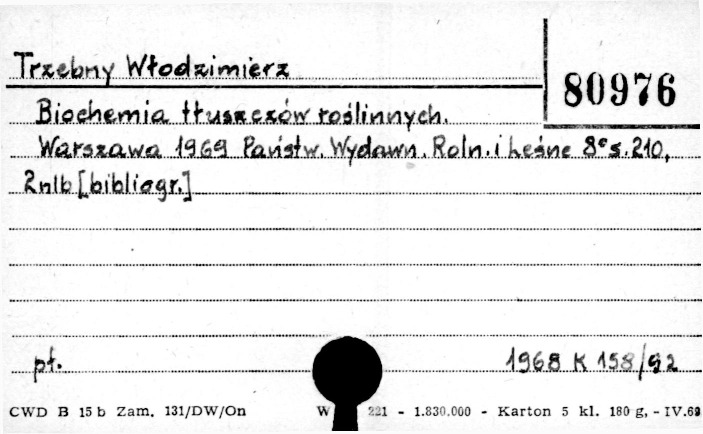 Trzebny Włodzimierz
80976
Biochemia tłuszczów roślinnych.
Warszawa 1969 Państw. Wydawn. Roln. i Leśne 8° s. 210,
2nlb [bibliogr.]
pł. 1968 K 158/92
CWD B 15 b Zam. 131/DW/On W 221 - 1.830.000 - Karton 5 kl. 180 g, - IV.69